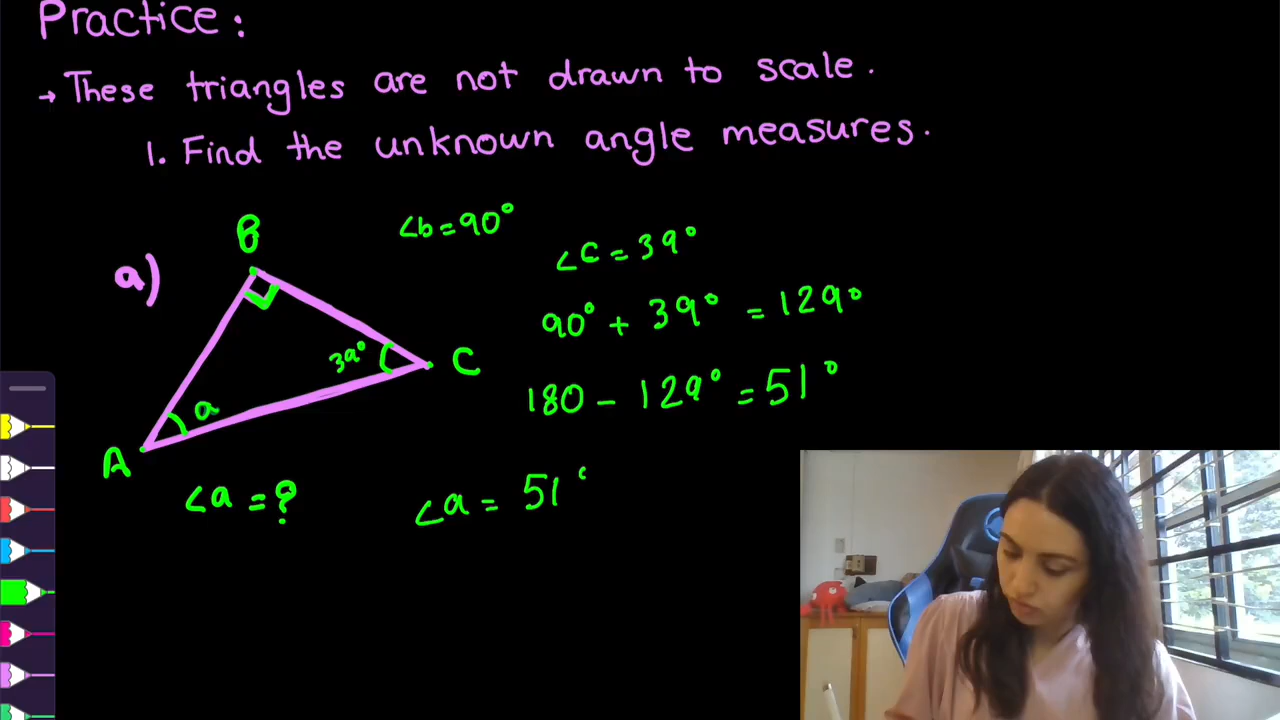 Practice:
→ These triangles are not drawn to scale.
1. Find the unknown angle measures.
a)
B
39°
C
a
A
∠a = ?
∠b = 90°
∠C = 39°
90° + 39° = 129°
180 - 129° = 51°
∠a = 51°